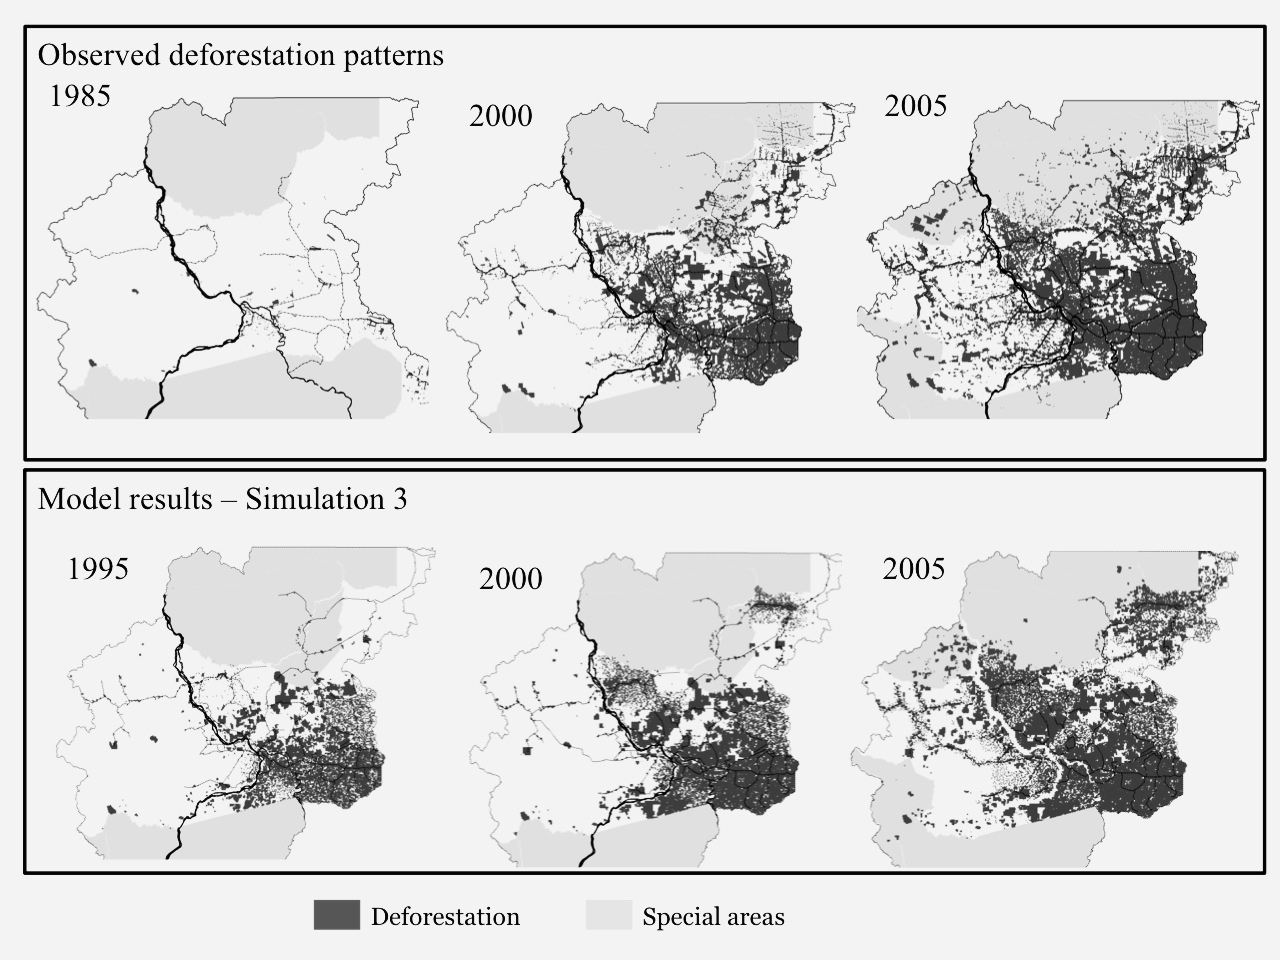 Observed deforestation patterns
1985
2000
2005
Model results – Simulation 3
1995
2000
2005
Deforestation
Special areas